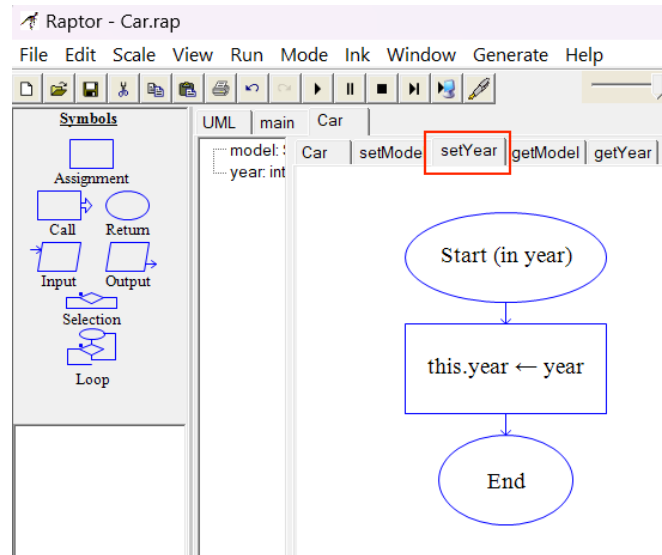 Raptor - Car.rap
File Edit Scale View Run Mode Ink Window Generate Help
Symbols
Assignment
Call Return
Input Output
Selection
Loop
UML main Car
model:
year: int
Car setMode setYear getModel getYear
Start (in year)
this.year ← year
End